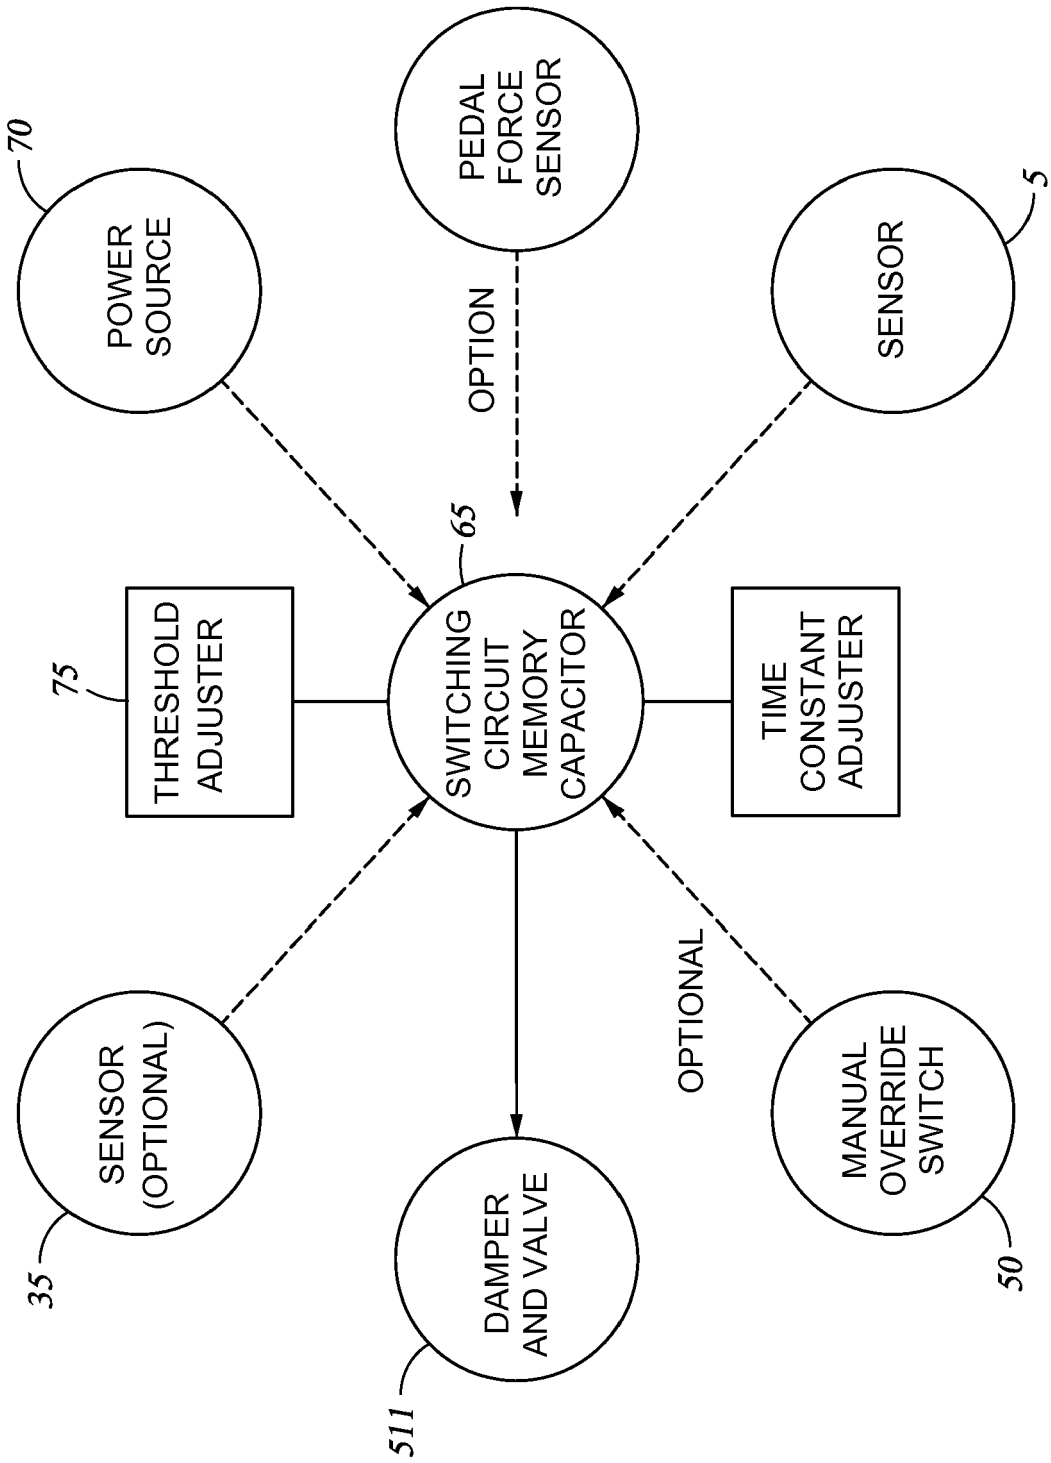 35
SENSOR
(OPTIONAL)
75
THRESHOLD
ADJUSTER
70
POWER
SOURCE
511
DAMPER
AND VALVE
65
SWITCHING
CIRCUIT
MEMORY
CAPACITOR
OPTION
PEDAL
FORCE
SENSOR
OPTIONAL
50
MANUAL
OVERRIDE
SWITCH
TIME
CONSTANT
ADJUSTER
5
SENSOR